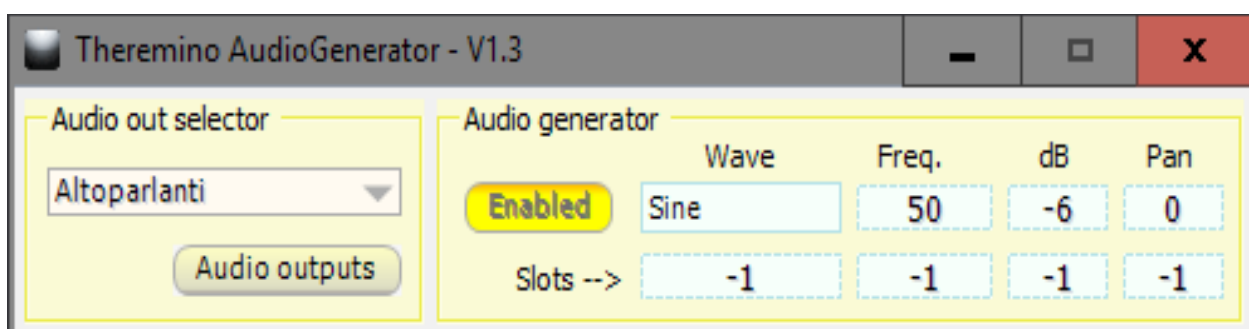 Theremino AudioGenerator - V1.3
Audio out selector
Altoparlanti
Audio outputs
Audio generator
Wave Freq. dB Pan
Enabled Sine 50 -6 0
Slots --> -1 -1 -1 -1